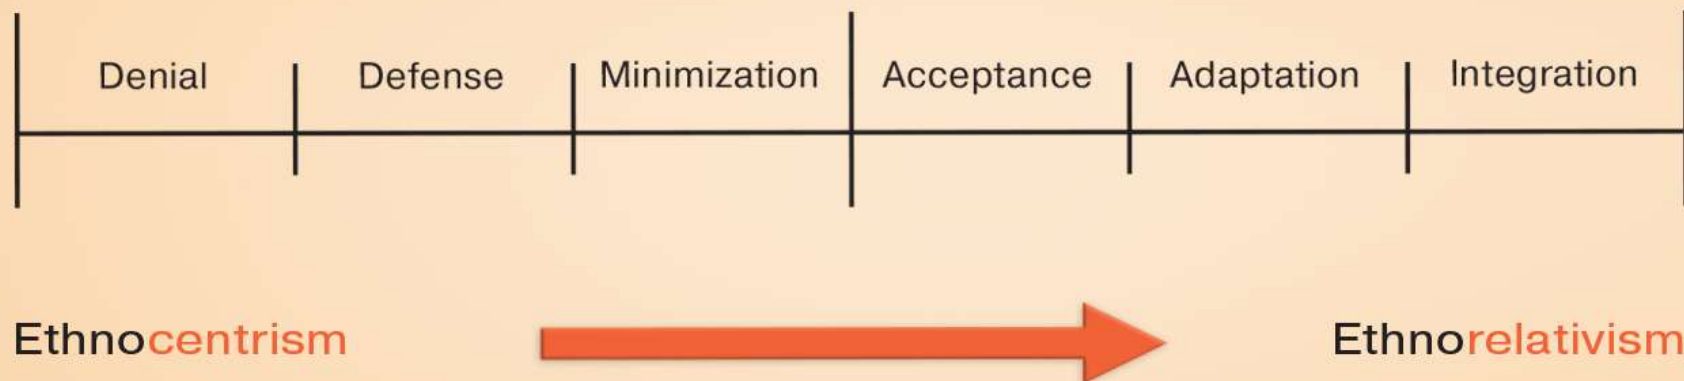 Denial Defense Minimization Acceptance Adaptation Integration
Ethnocentrism Ethnorelativism